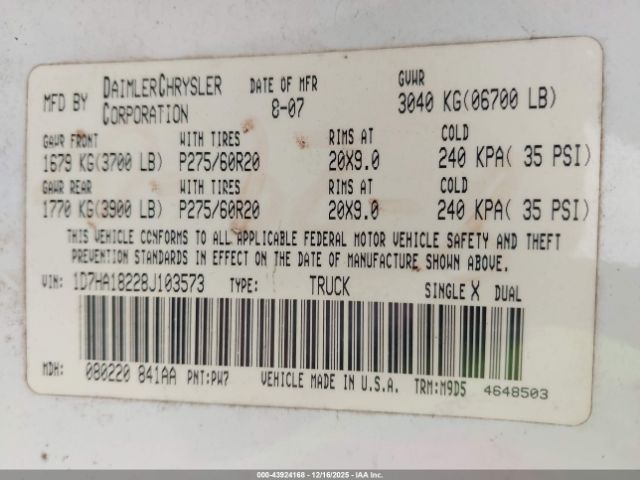 MFD BY DAIMLERCHRYSLER CORPORATION DATE OF MFR 8-07 GVWR 3040 KG(06700 LB)
GAWR FRONT WITH TIRES RIMS AT COLD
1679 KG(3700 LB) P275/60R20 20X9.0 240 KPA( 35 PSI)
GAWR REAR WITH TIRES RIMS AT COLD
1770 KG(3900 LB) P275/60R20 20X9.0 240 KPA( 35 PSI)
THIS VEHICLE CONFORMS TO ALL APPLICABLE FEDERAL MOTOR VEHICLE SAFETY AND THEFT
PREVENTION STANDARDS IN EFFECT ON THE DATE OF MANUFACTURE SHOWN ABOVE.
VIN: 1D7HA18228J103573 TYPE: TRUCK SINGLE X DUAL
MDH: 080220 841AA PNT:PW7 VEHICLE MADE IN U.S.A. TRM:M9D5 4648503
000-43924168 - 12/16/2025 - IAAI.COM